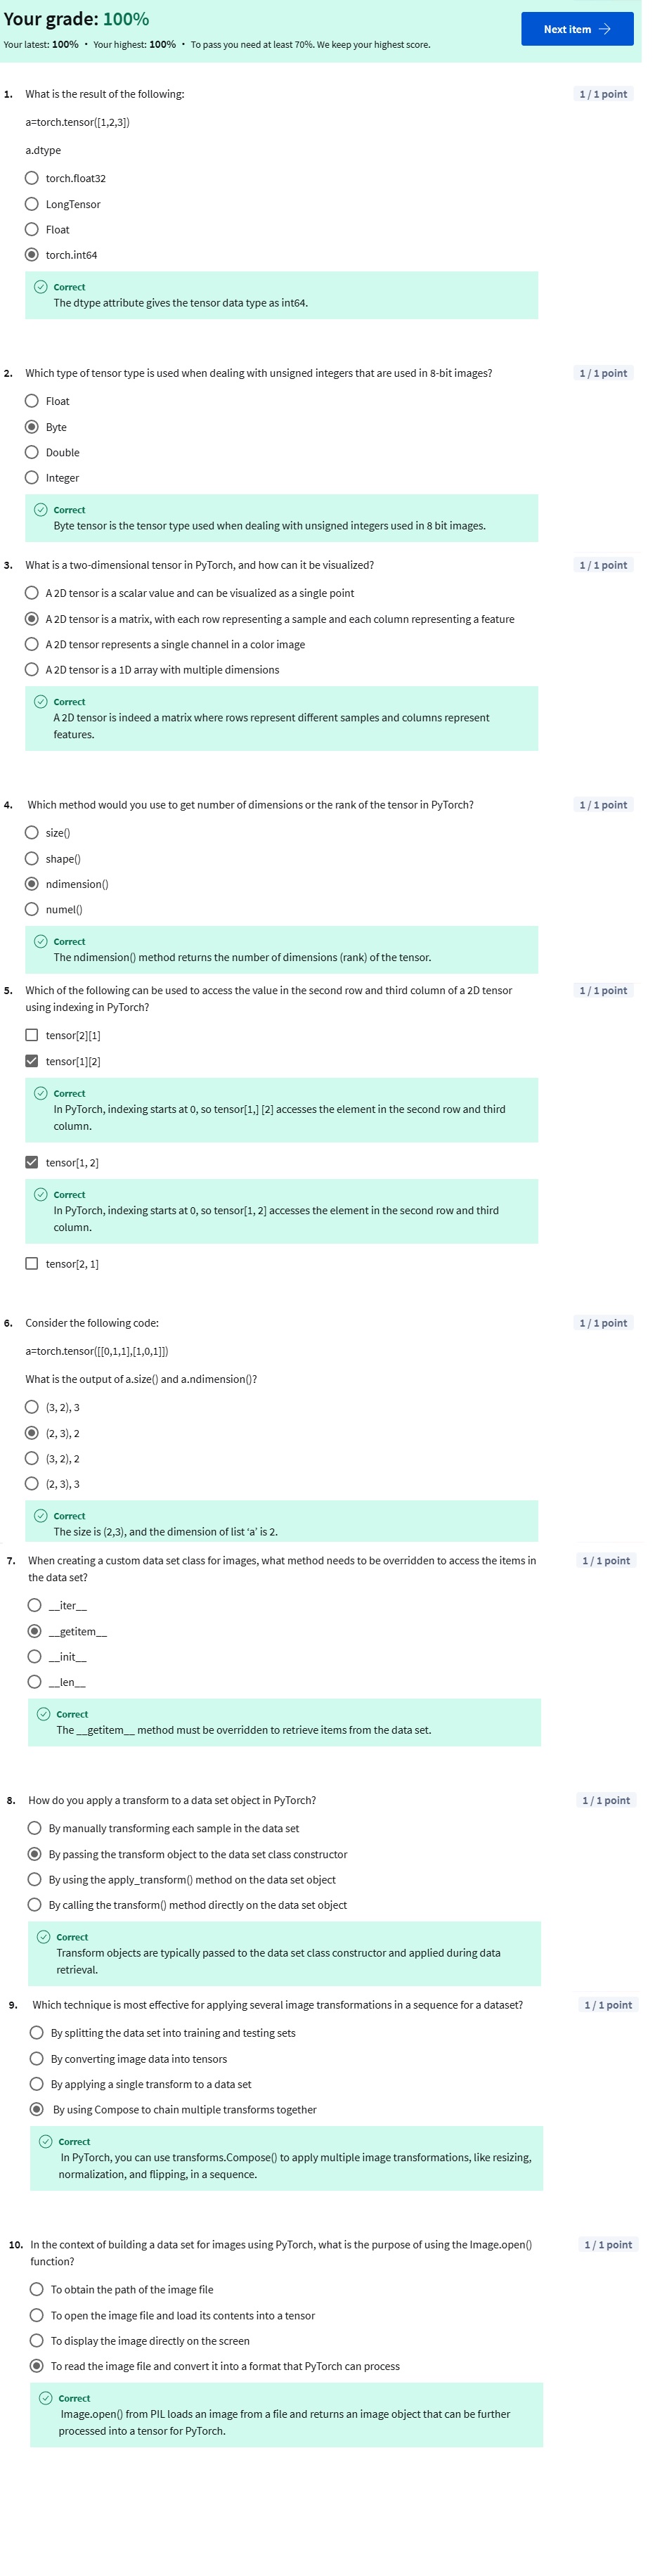 Your grade: 100%
Your latest: 100% • Your highest: 100% • To pass you need at least 70%. We keep your highest score.
Next item →
1. What is the result of the following:
1 / 1 point
a=torch.tensor([1,2,3])
a.dtype
torch.float32
LongTensor
Float
torch.int64
Correct
The dtype attribute gives the tensor data type as int64.
2. Which type of tensor type is used when dealing with unsigned integers that are used in 8-bit images?
1 / 1 point
Float
Byte
Double
Integer
Correct
Byte tensor is the tensor type used when dealing with unsigned integers used in 8 bit images.
3. What is a two-dimensional tensor in PyTorch, and how can it be visualized?
1 / 1 point
A 2D tensor is a scalar value and can be visualized as a single point
A 2D tensor is a matrix, with each row representing a sample and each column representing a feature
A 2D tensor represents a single channel in a color image
A 2D tensor is a 1D array with multiple dimensions
Correct
A 2D tensor is indeed a matrix where rows represent different samples and columns represent
features.
4. Which method would you use to get number of dimensions or the rank of the tensor in PyTorch?
1 / 1 point
size()
shape()
ndimension()
numel()
Correct
The ndimension() method returns the number of dimensions (rank) of the tensor.
5. Which of the following can be used to access the value in the second row and third column of a 2D tensor
1 / 1 point
using indexing in PyTorch?
tensor[2][1]
tensor[1][2]
Correct
In PyTorch, indexing starts at 0, so tensor[1,] [2] accesses the element in the second row and third
column.
tensor[1, 2]
Correct
In PyTorch, indexing starts at 0, so tensor[1, 2] accesses the element in the second row and third
column.
tensor[2, 1]
6. Consider the following code:
1 / 1 point
a=torch.tensor([[0,1,1],[1,0,1]])
What is the output of a.size() and a.ndimension()?
(3, 2), 3
(2, 3), 2
(3, 2), 2
(2, 3), 3
Correct
The size is (2,3), and the dimension of list ‘a’ is 2.
7. When creating a custom data set class for images, what method needs to be overridden to access the items in
1 / 1 point
the data set?
__iter__
__getitem__
__init__
__len__
Correct
The __getitem__ method must be overridden to retrieve items from the data set.
8. How do you apply a transform to a data set object in PyTorch?
1 / 1 point
By manually transforming each sample in the data set
By passing the transform object to the data set class constructor
By using the apply_transform() method on the data set object
By calling the transform() method directly on the data set object
Correct
Transform objects are typically passed to the data set class constructor and applied during data
retrieval.
9. Which technique is most effective for applying several image transformations in a sequence for a dataset?
1 / 1 point
By splitting the data set into training and testing sets
By converting image data into tensors
By applying a single transform to a data set
By using Compose to chain multiple transforms together
Correct
In PyTorch, you can use transforms.Compose() to apply multiple image transformations, like resizing,
normalization, and flipping, in a sequence.
10. In the context of building a data set for images using PyTorch, what is the purpose of using the Image.open()
1 / 1 point
function?
To obtain the path of the image file
To open the image file and load its contents into a tensor
To display the image directly on the screen
To read the image file and convert it into a format that PyTorch can process
Correct
Image.open() from PIL loads an image from a file and returns an image object that can be further
processed into a tensor for PyTorch.